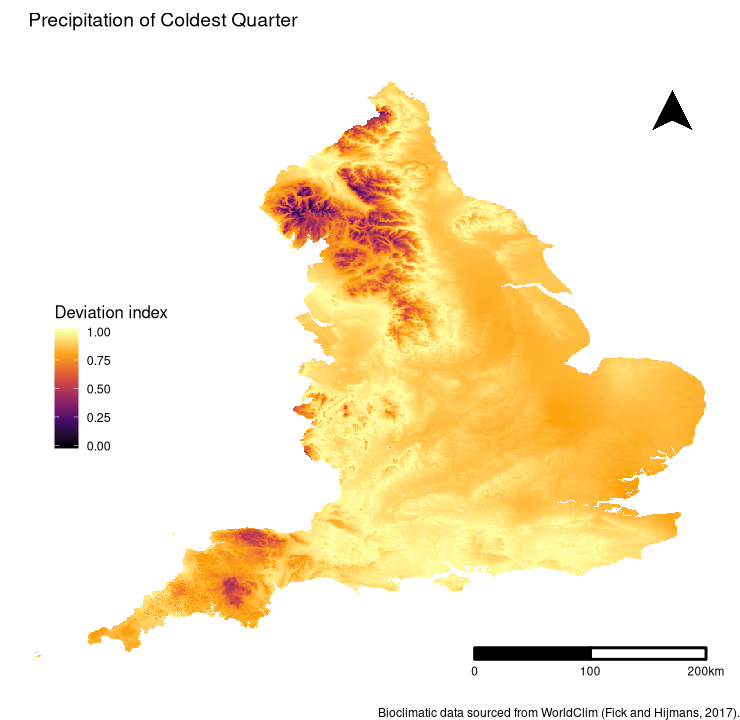 Precipitation of Coldest Quarter
Deviation index
1.00
0.75
0.50
0.25
0.00
0
100
200km
Bioclimatic data sourced from WorldClim (Fick and Hijmans, 2017).